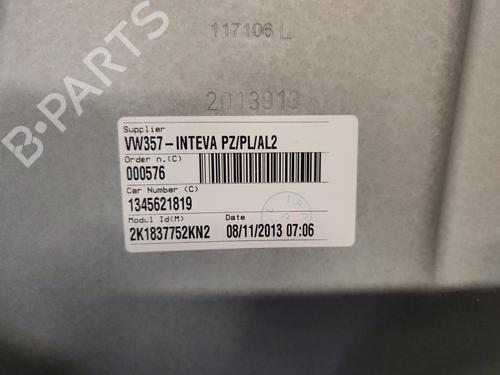 117106 L
2013913
B-PARTS
Supplier
VW357-INTEVA PZ/PL/AL2
Order n.(C)
000576
Car Number (C)
1345621819
Modul Id(M)
Date
2K1837752KN2
08/11/2013 07:06